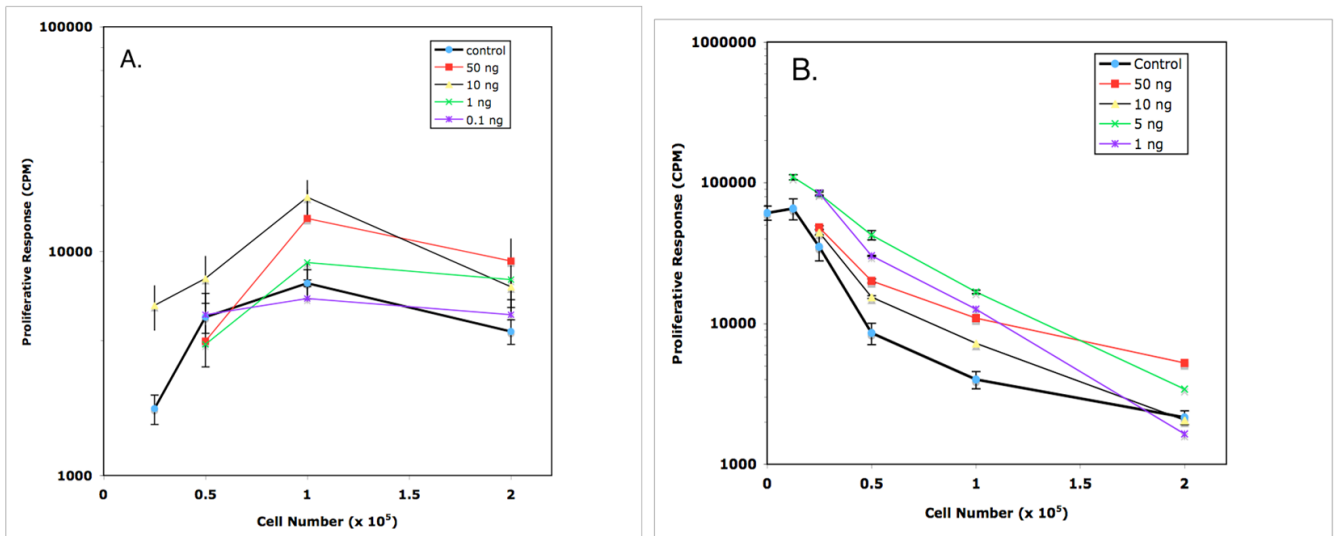 A.
control
50 ng
10 ng
1 ng
0.1 ng
Proliferative Response (CPM)
100000
10000
1000
0
0.5
1
1.5
2
Cell Number (x 10⁵)
B.
Control
50 ng
10 ng
5 ng
1 ng
Proliferative Response (CPM)
1000000
100000
10000
1000
0
0.5
1
1.5
2
Cell Number (x 10⁵)